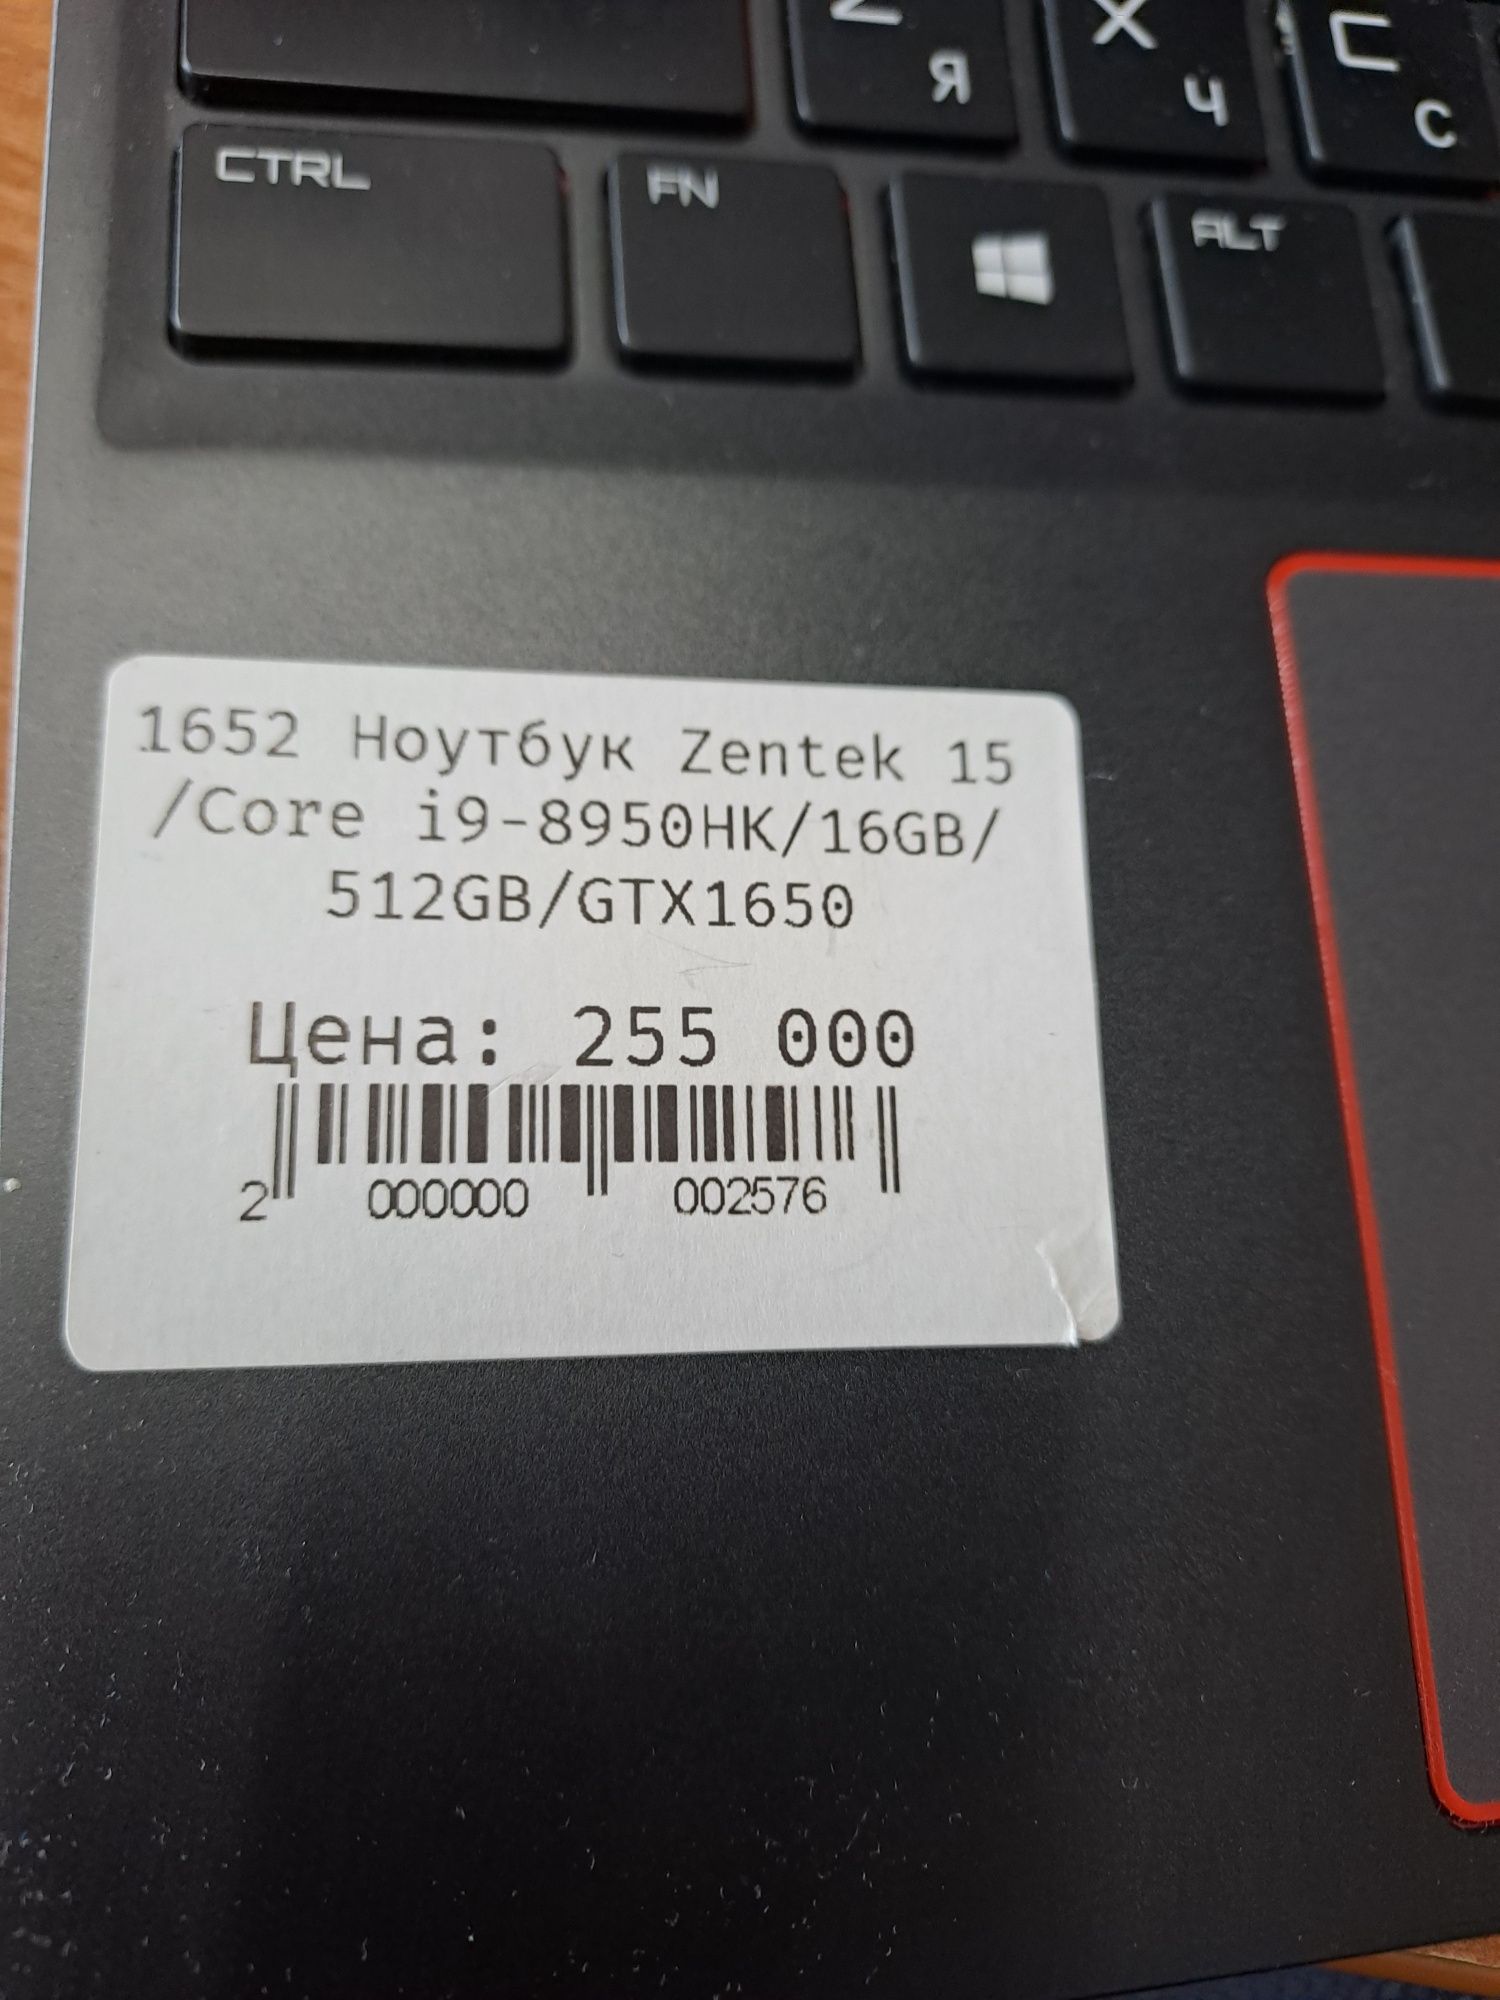 Я
X
Ч
C
С
CTRL
FN
ALT
1652 Ноутбук Zentek 15
/Core i9-8950HK/16GB/
512GB/GTX1650
Цена: 255 000
2 000000 002576